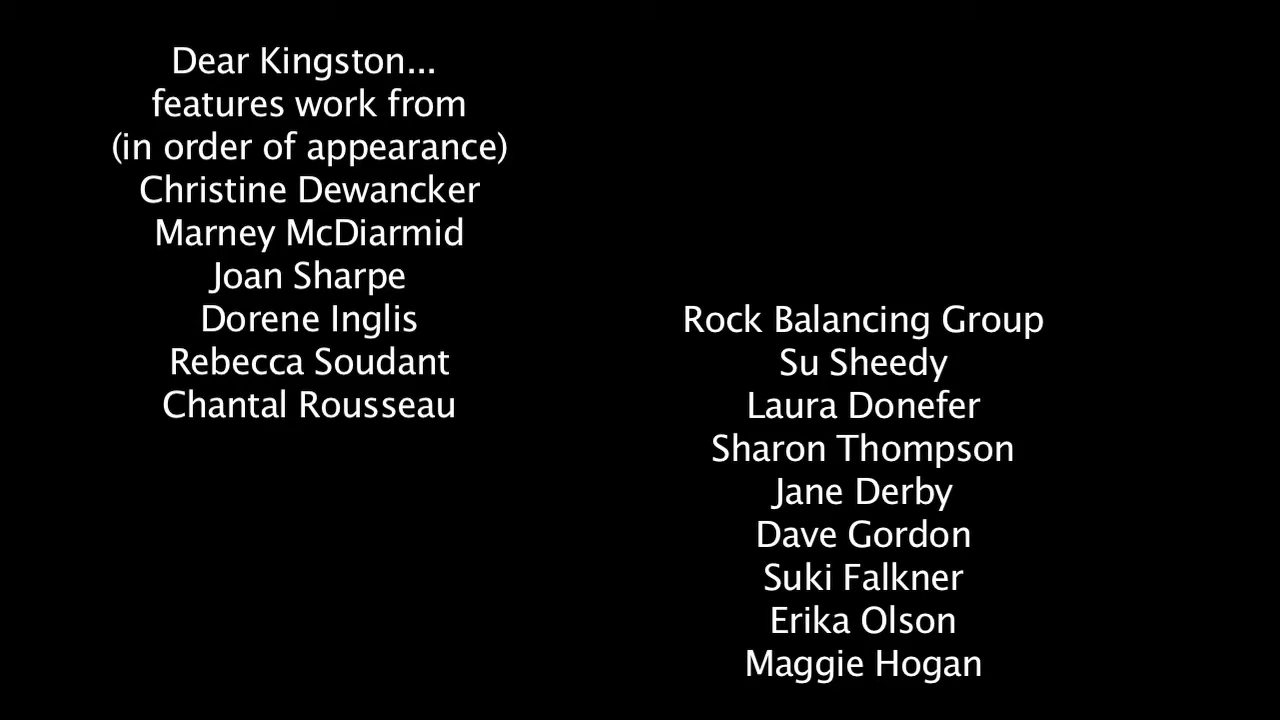 Dear Kingston...
features work from
(in order of appearance)
Christine Dewancker
Marney McDiarmid
Joan Sharpe
Dorene Inglis
Rebecca Soudant
Chantal Rousseau
Rock Balancing Group
Su Sheedy
Laura Donefer
Sharon Thompson
Jane Derby
Dave Gordon
Suki Falkner
Erika Olson
Maggie Hogan